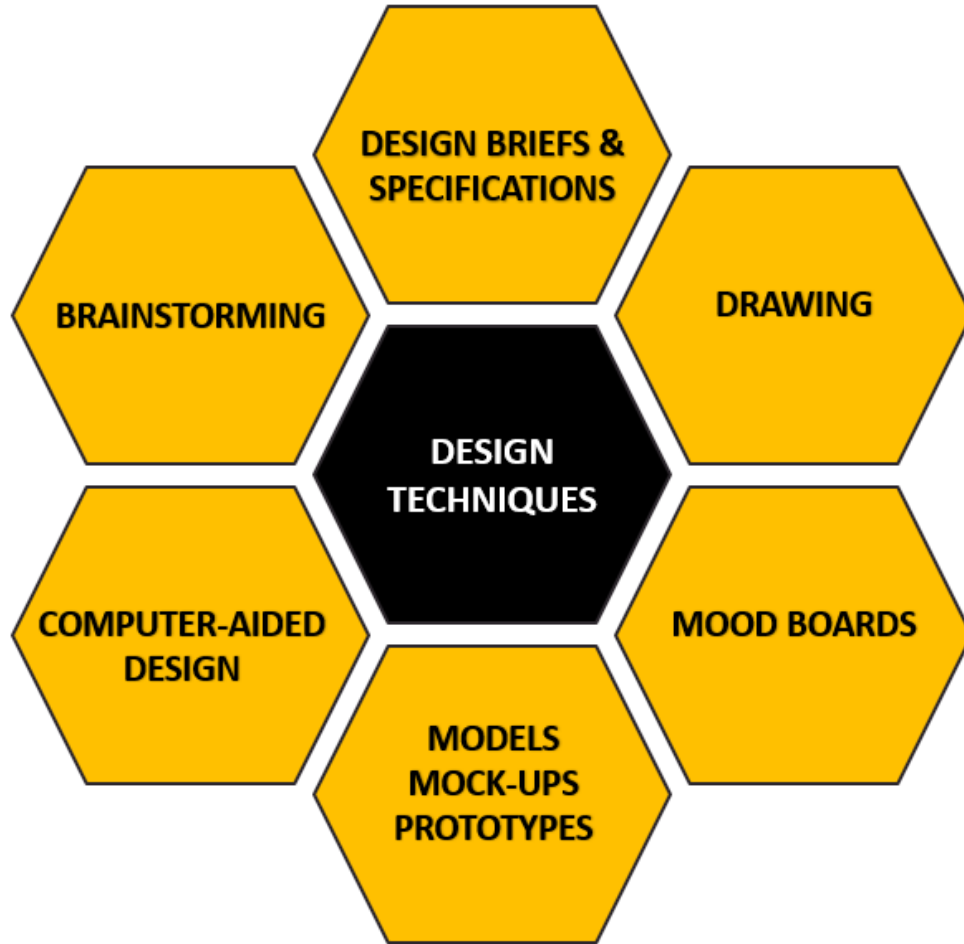 DESIGN BRIEFS &
SPECIFICATIONS
BRAINSTORMING
DRAWING
DESIGN
TECHNIQUES
COMPUTER-AIDED
DESIGN
MOOD BOARDS
MODELS
MOCK-UPS
PROTOTYPES